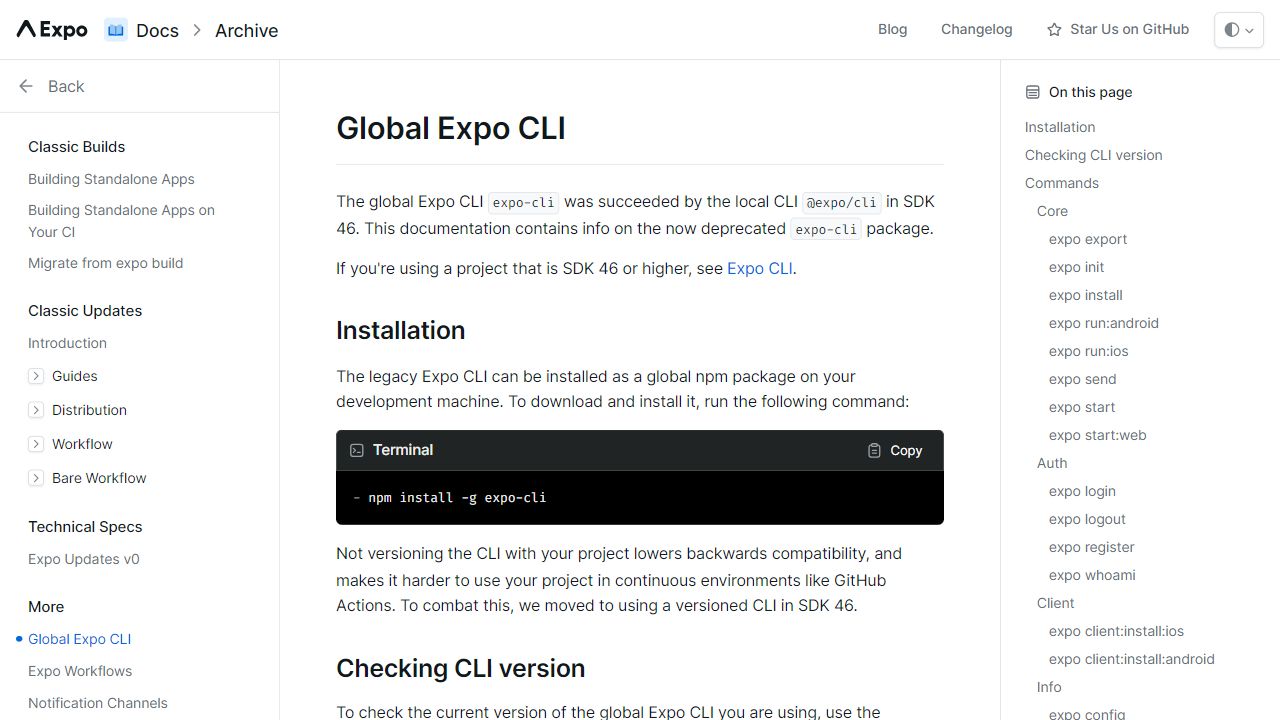 Expo Docs Archive Blog Changelog Star Us on GitHub
Back
Classic Builds
Building Standalone Apps
Building Standalone Apps on
Your CI
Migrate from expo build
Classic Updates
Introduction
Guides
Distribution
Workflow
Bare Workflow
Technical Specs
Expo Updates v0
More
Global Expo CLI
Expo Workflows
Notification Channels
Global Expo CLI
The global Expo CLI expo-cli was succeeded by the local CLI @expo/cli in SDK
46. This documentation contains info on the now deprecated expo-cli package.
If you're using a project that is SDK 46 or higher, see Expo CLI.
Installation
The legacy Expo CLI can be installed as a global npm package on your
development machine. To download and install it, run the following command:
Terminal Copy
- npm install -g expo-cli
Not versioning the CLI with your project lowers backwards compatibility, and
makes it harder to use your project in continuous environments like GitHub
Actions. To combat this, we moved to using a versioned CLI in SDK 46.
Checking CLI version
To check the current version of the global Expo CLI you are using, use the
On this page
Installation
Checking CLI version
Commands
Core
expo export
expo init
expo install
expo run:android
expo run:ios
expo send
expo start
expo start:web
Auth
expo login
expo logout
expo register
expo whoami
Client
expo client:install:ios
expo client:install:android
Info
expo config